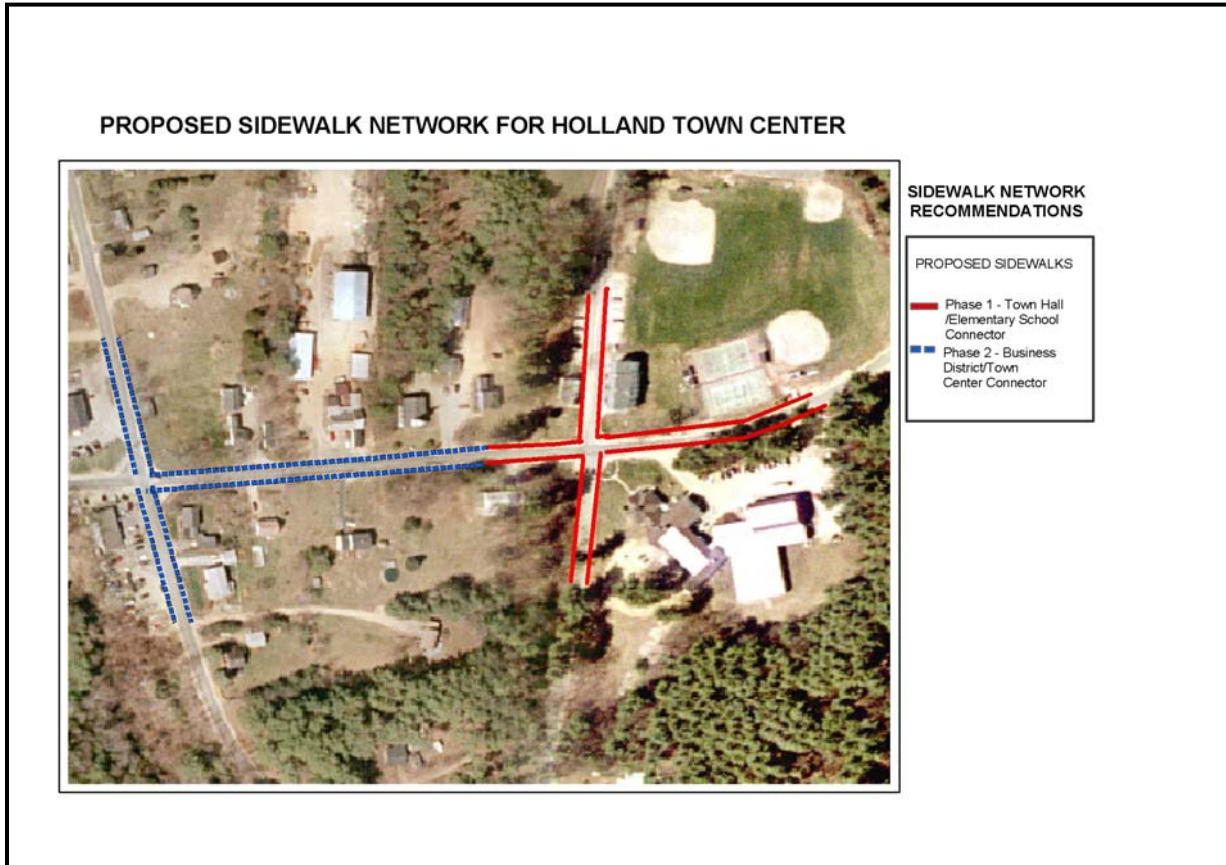 PROPOSED SIDEWALK NETWORK FOR HOLLAND TOWN CENTER
SIDEWALK NETWORK
RECOMMENDATIONS
PROPOSED SIDEWALKS
Phase 1 - Town Hall
/Elementary School
Connector
Phase 2 - Business
District/Town
Center Connector